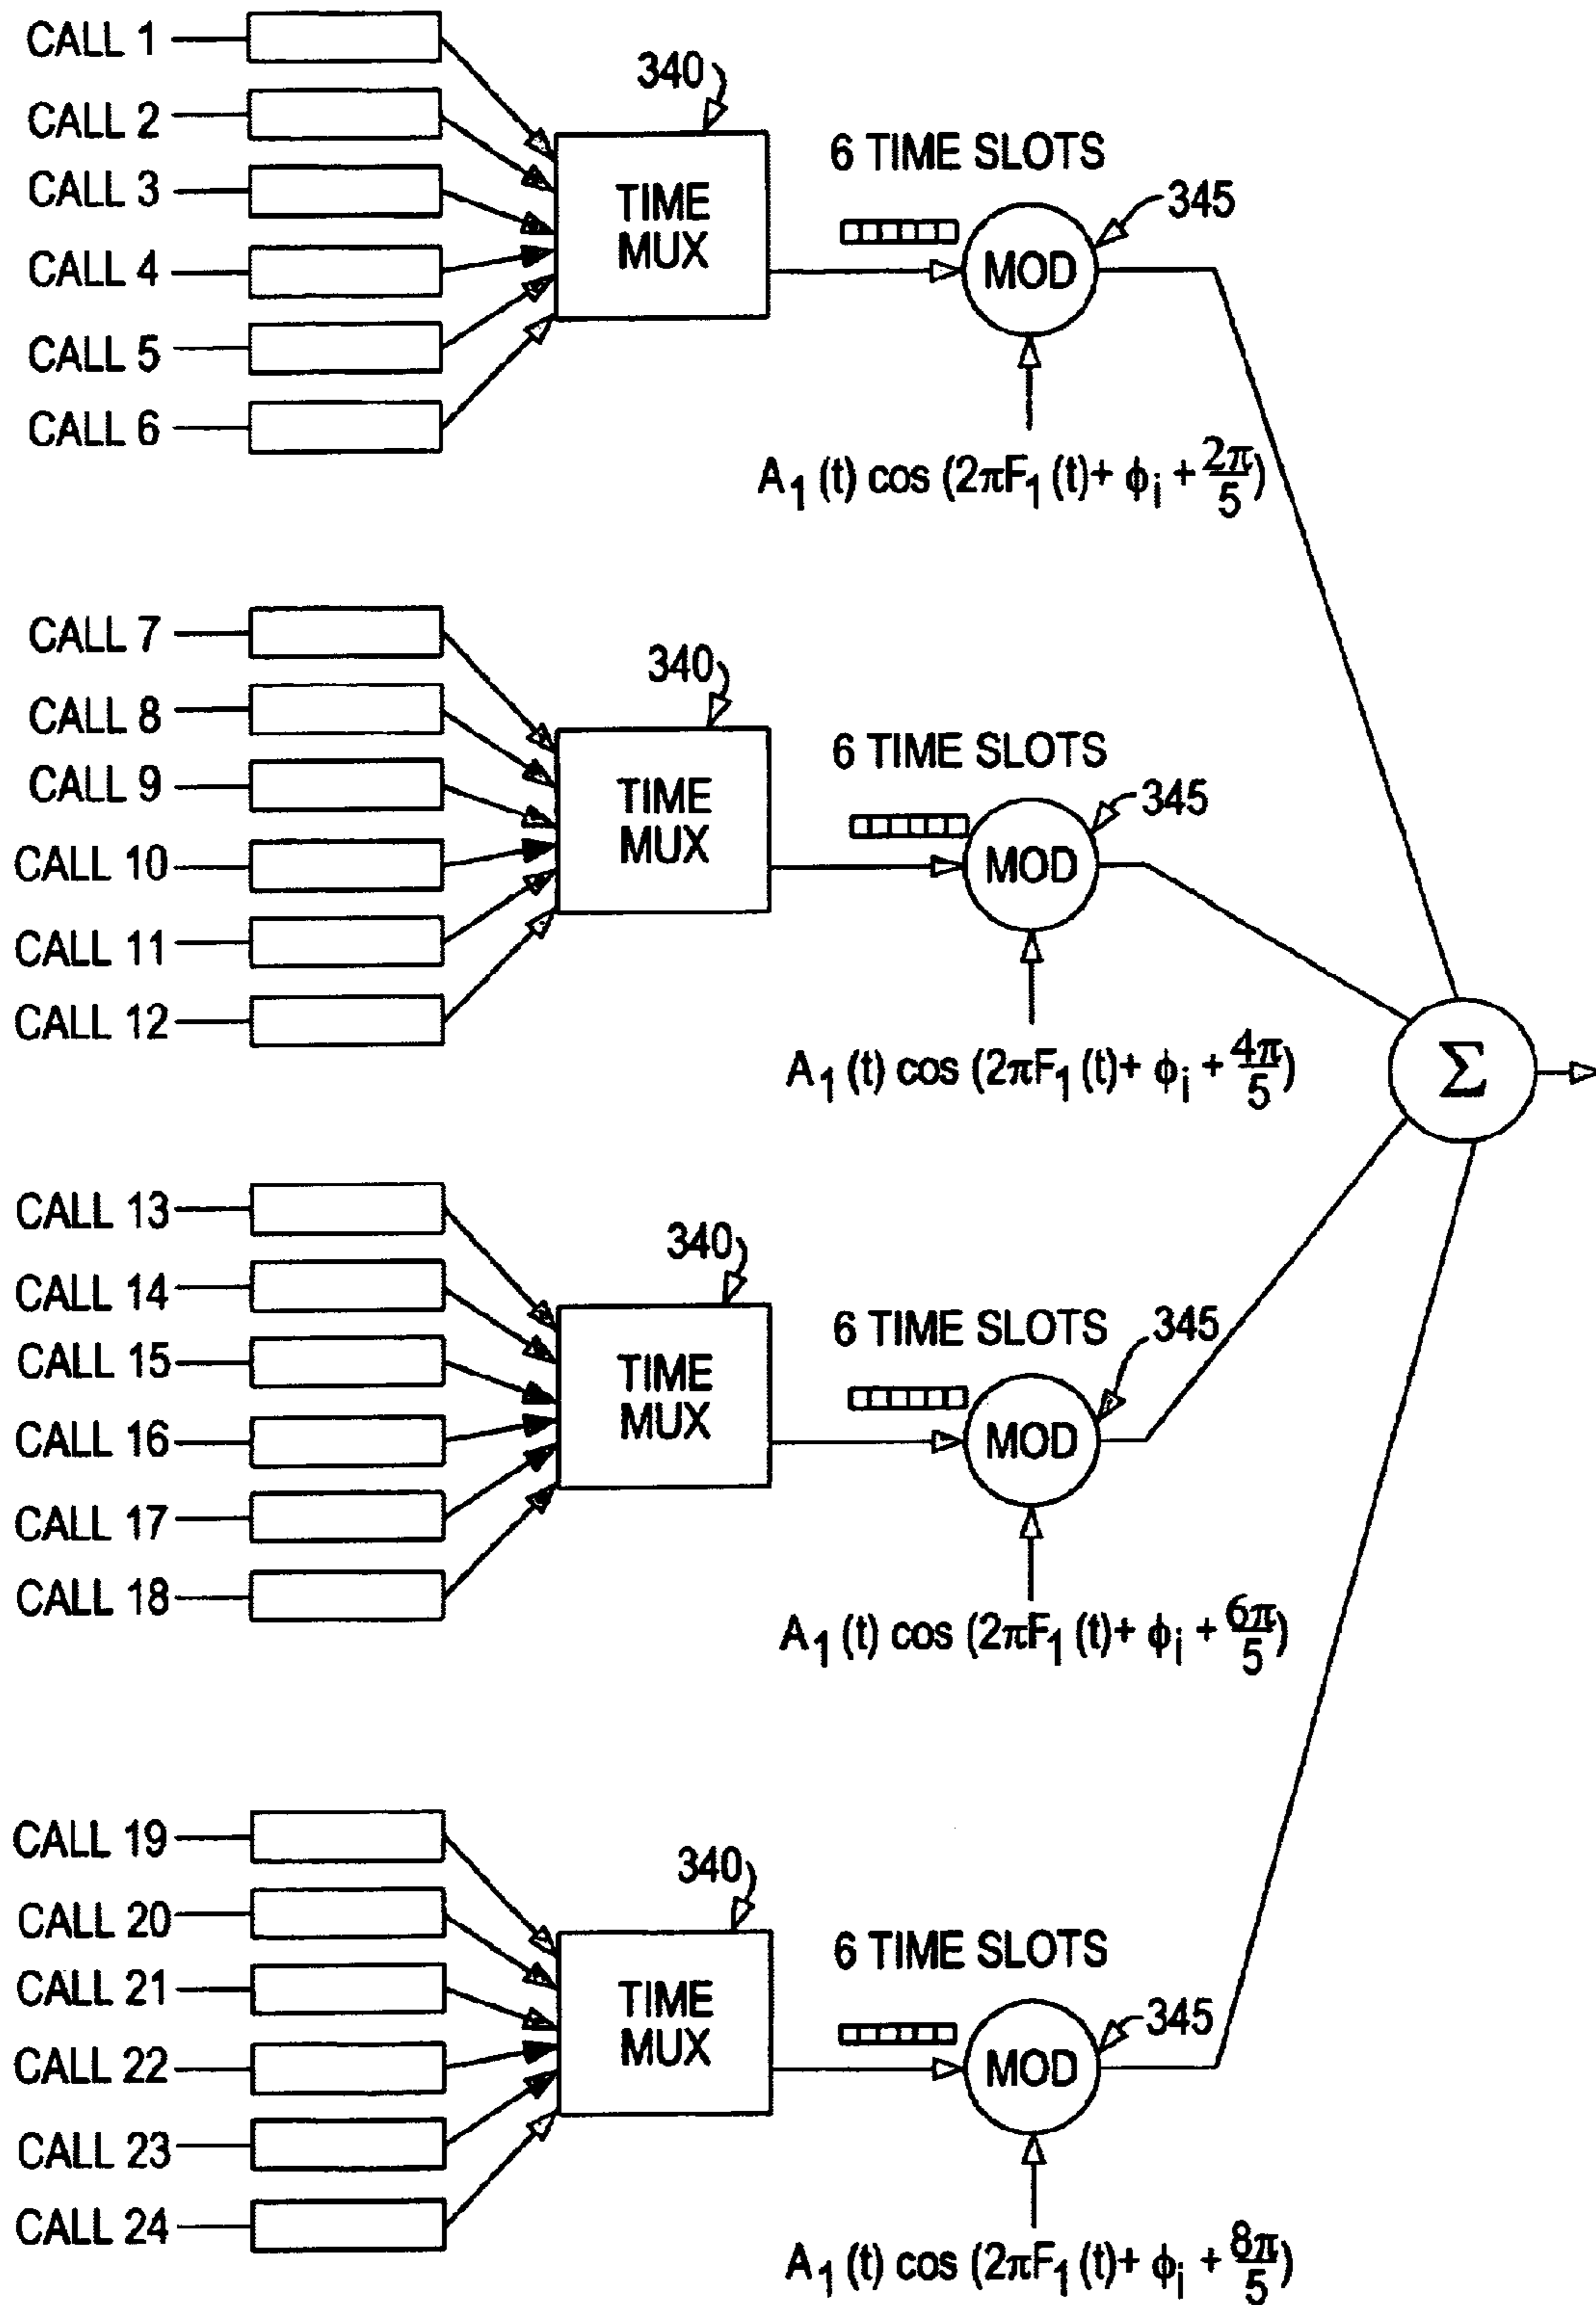 CALL 1
CALL 2
CALL 3
CALL 4
CALL 5
CALL 6
340
TIME
MUX
6 TIME SLOTS
345
MOD
A₁ (t) cos (2πF₁ (t)+ ϕᵢ + 2π/5)
CALL 7
CALL 8
CALL 9
CALL 10
CALL 11
CALL 12
340
TIME
MUX
6 TIME SLOTS
345
MOD
A₁ (t) cos (2πF₁ (t)+ ϕᵢ + 4π/5)
Σ
CALL 13
CALL 14
CALL 15
CALL 16
CALL 17
CALL 18
340
TIME
MUX
6 TIME SLOTS
345
MOD
A₁ (t) cos (2πF₁ (t)+ ϕᵢ + 6π/5)
CALL 19
CALL 20
CALL 21
CALL 22
CALL 23
CALL 24
340
TIME
MUX
6 TIME SLOTS
345
MOD
A₁ (t) cos (2πF₁ (t)+ ϕᵢ + 8π/5)